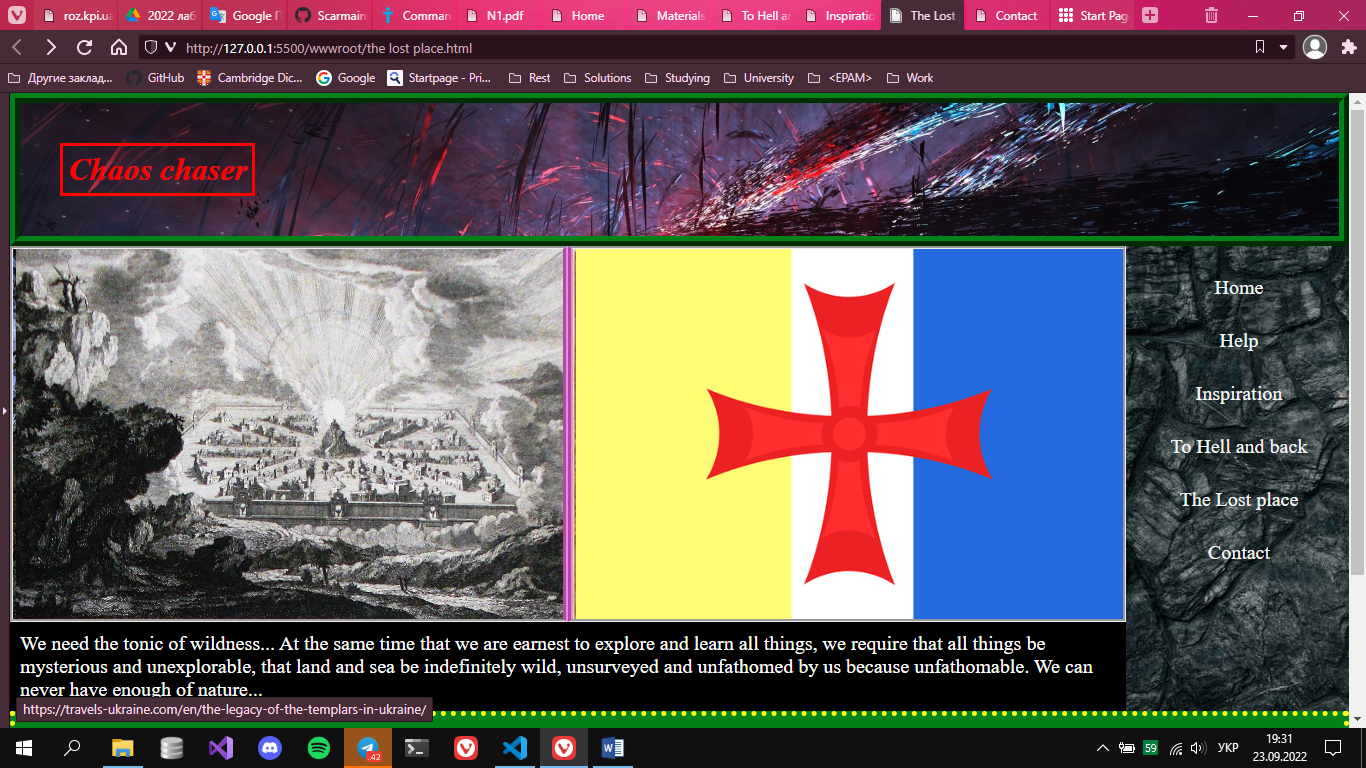 roz.kpi.ua
2022 лаб
Google П
Scarmain
Comman
N1.pdf
Home
Materials
To Hell an
Inspiratio
The Lost
Contact
Start Pag
http://127.0.0.1:5500/wwwroot/the lost place.html
Другие заклад...
GitHub
Cambridge Dic...
Google
Startpage - Pri...
Rest
Solutions
Studying
University
<EPAM>
Work
Chaos chaser
Home
Help
Inspiration
To Hell and back
The Lost place
Contact
We need the tonic of wildness... At the same time that we are earnest to explore and learn all things, we require that all things be
mysterious and unexplorable, that land and sea be indefinitely wild, unsurveyed and unfathomed by us because unfathomable. We can
never have enough of nature...
https://travels-ukraine.com/en/the-legacy-of-the-templars-in-ukraine/
.42
59
УКР
19:31
23.09.2022